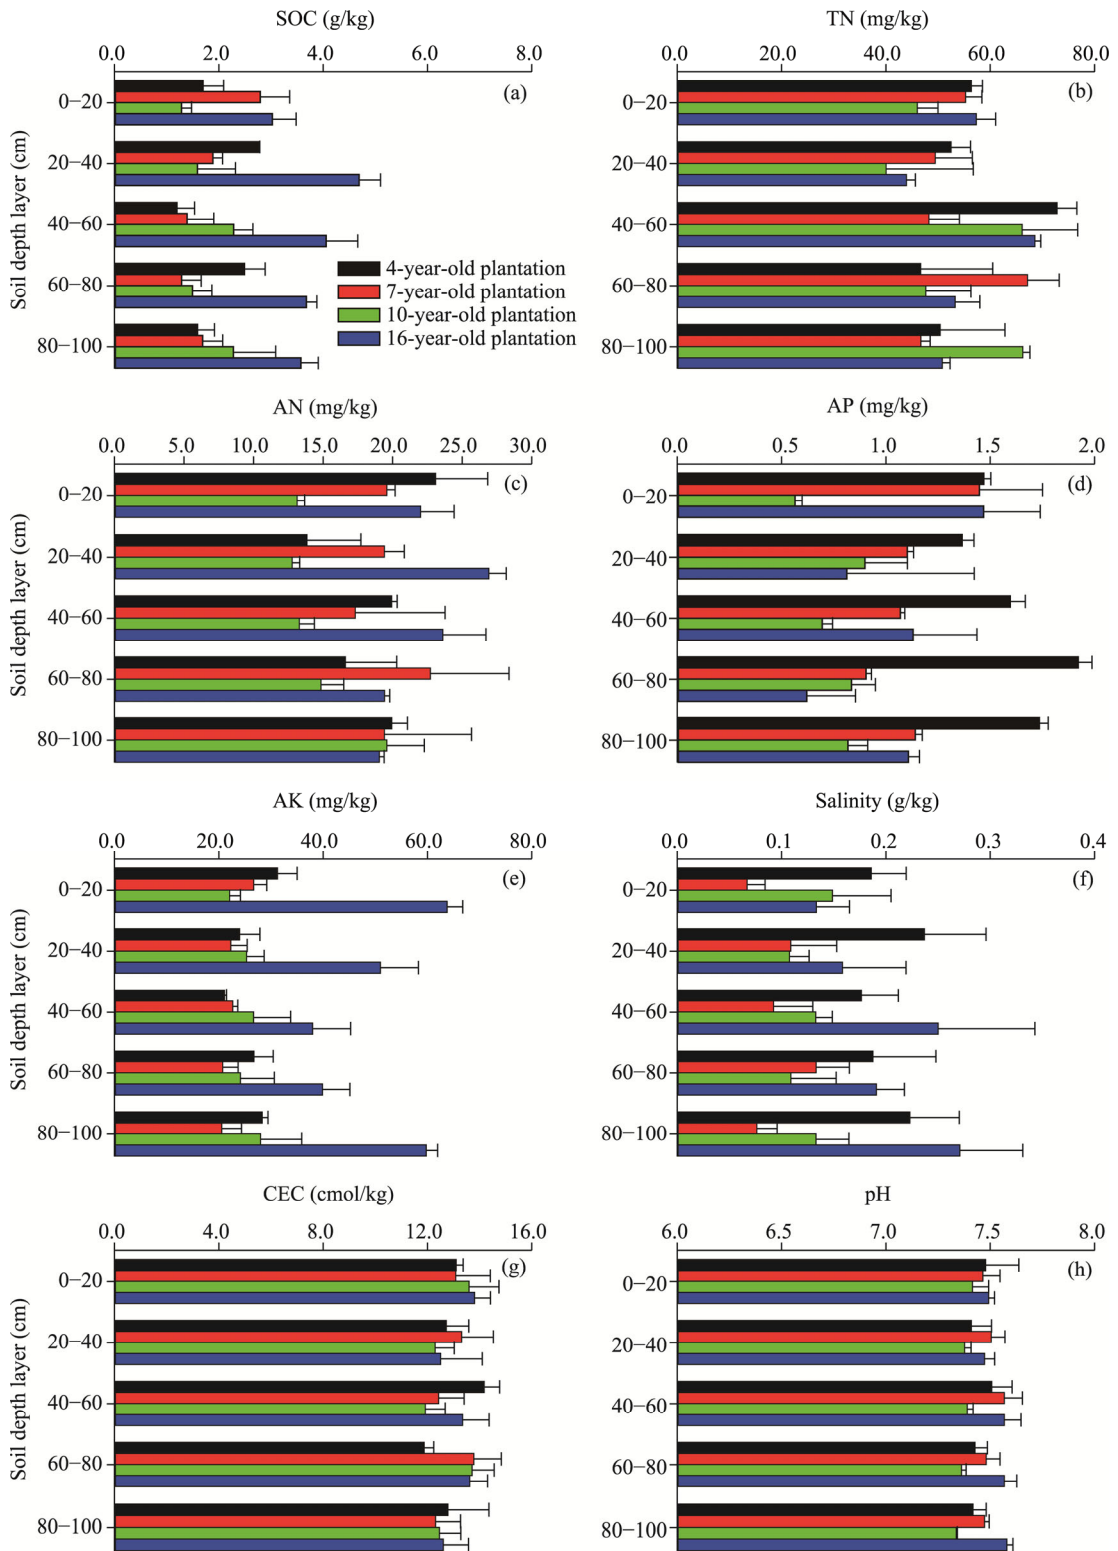 SOC (g/kg)
0.0 2.0 4.0 6.0 8.0
(a)
Soil depth layer (cm)
0−20
20−40
40−60
60−80
80−100
4-year-old plantation
7-year-old plantation
10-year-old plantation
16-year-old plantation
TN (mg/kg)
0.0 20.0 40.0 60.0 80.0
(b)
0−20
20−40
40−60
60−80
80−100
AN (mg/kg)
0.0 5.0 10.0 15.0 20.0 25.0 30.0
(c)
Soil depth layer (cm)
0−20
20−40
40−60
60−80
80−100
AP (mg/kg)
0.0 0.5 1.0 1.5 2.0
(d)
0−20
20−40
40−60
60−80
80−100
AK (mg/kg)
0.0 20.0 40.0 60.0 80.0
(e)
Soil depth layer (cm)
0−20
20−40
40−60
60−80
80−100
Salinity (g/kg)
0.0 0.1 0.2 0.3 0.4
(f)
0−20
20−40
40−60
60−80
80−100
CEC (cmol/kg)
0.0 4.0 8.0 12.0 16.0
(g)
Soil depth layer (cm)
0−20
20−40
40−60
60−80
80−100
pH
6.0 6.5 7.0 7.5 8.0
(h)
0−20
20−40
40−60
60−80
80−100